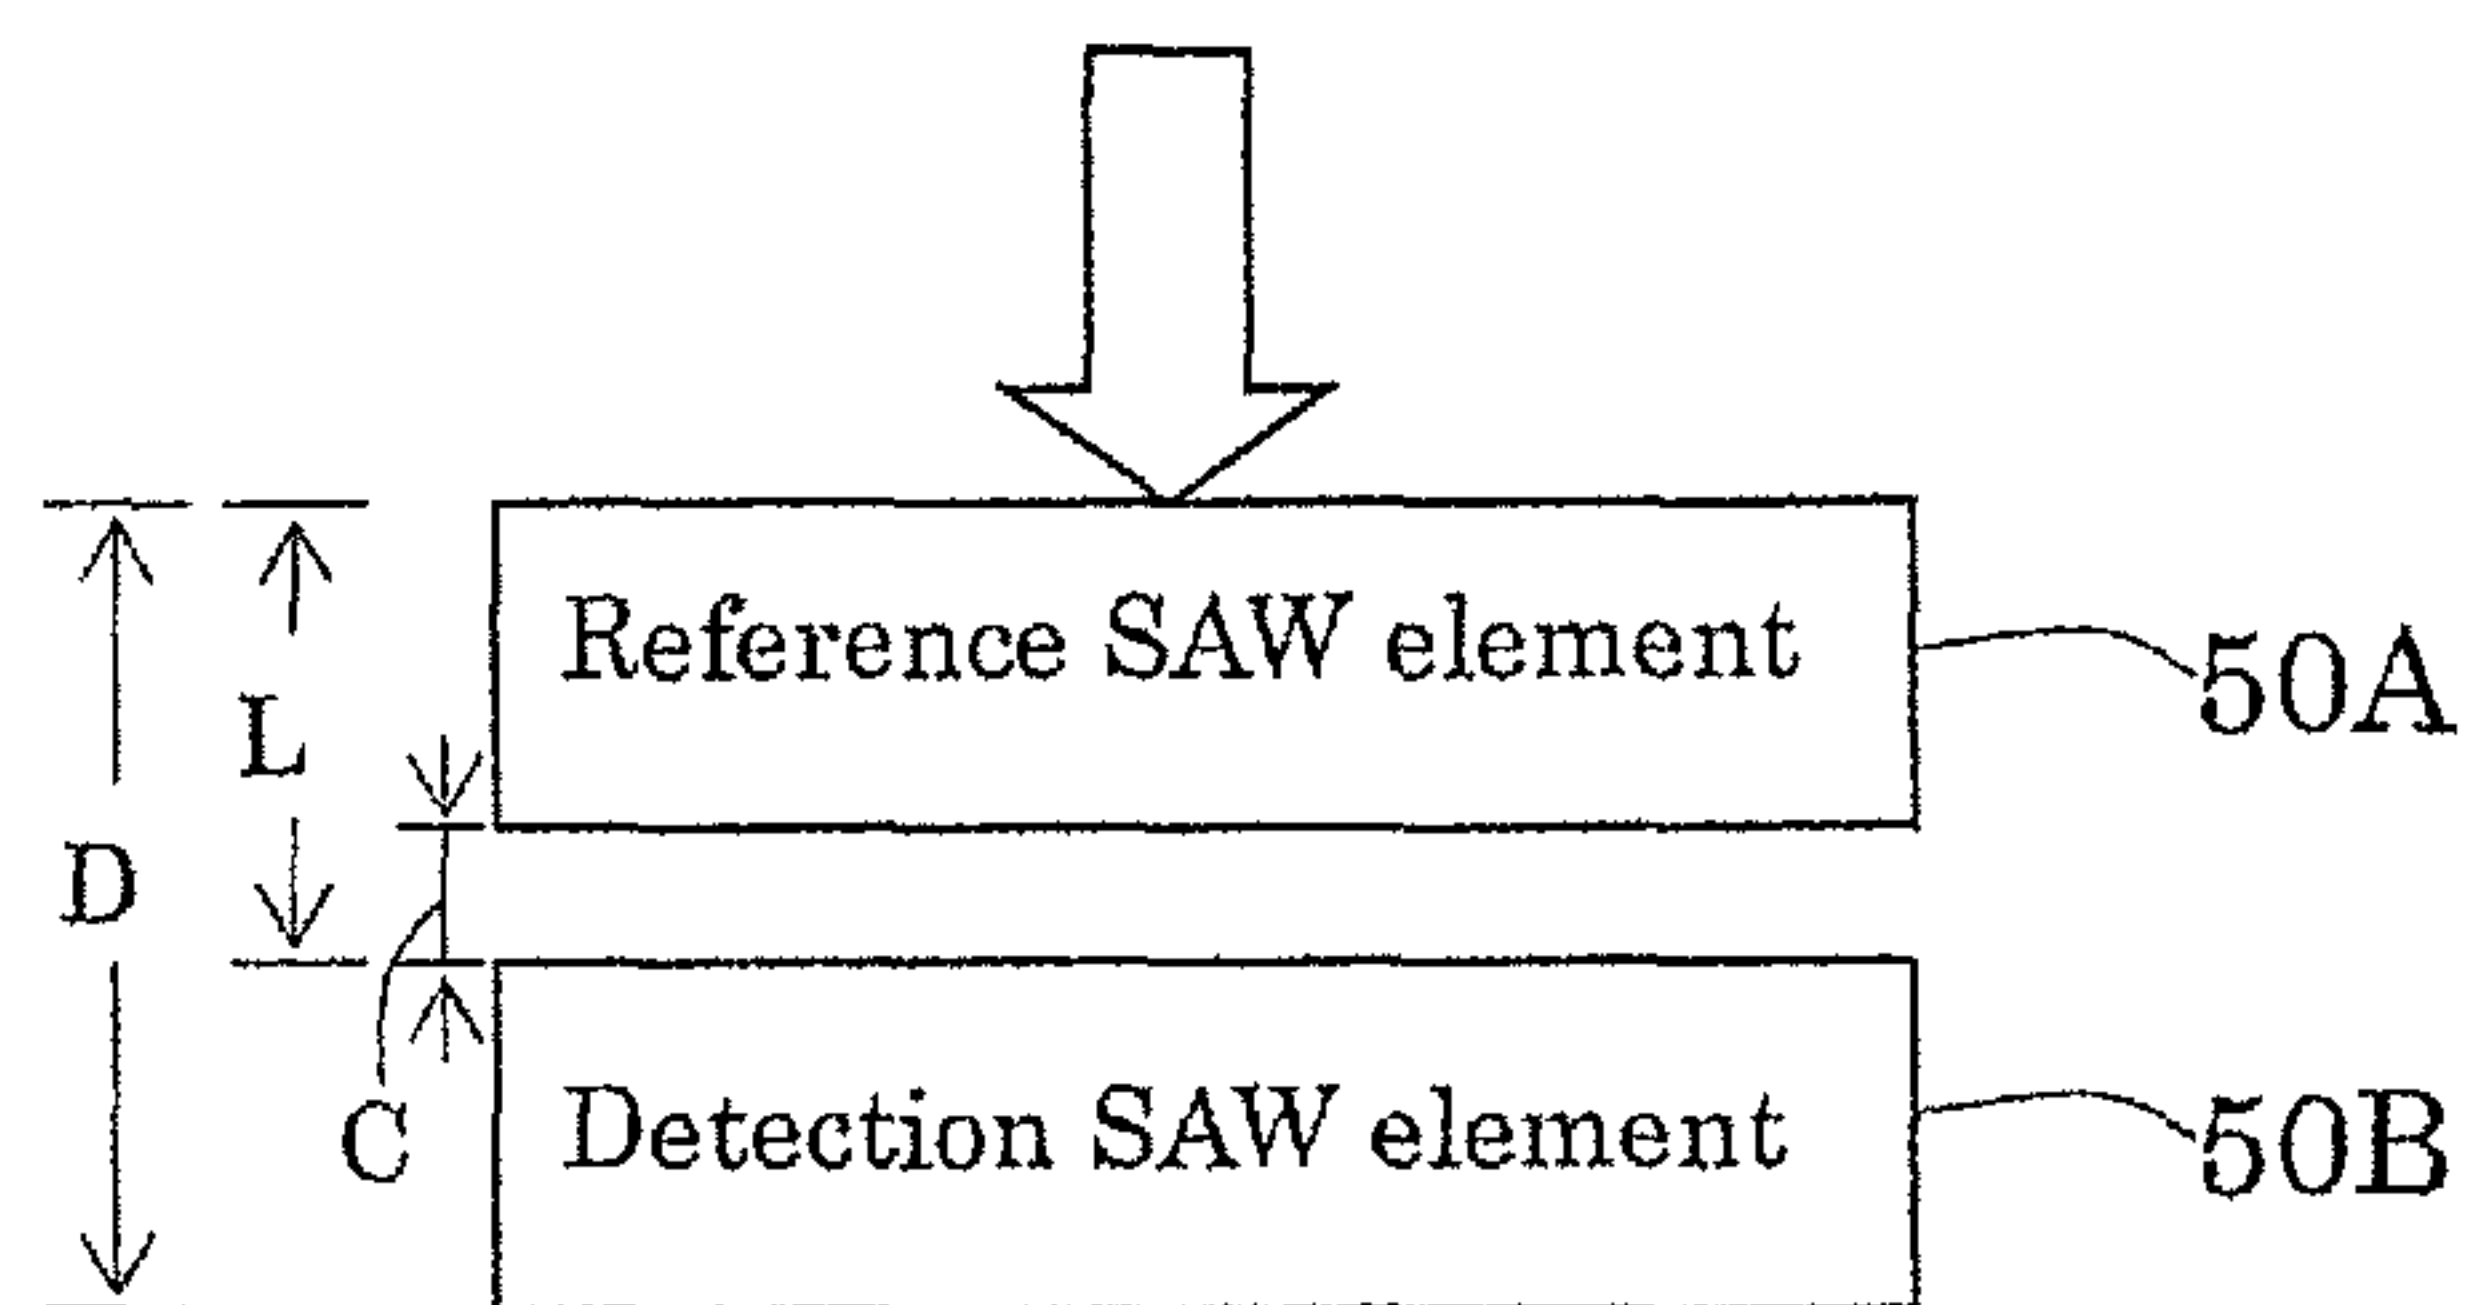 Reference SAW element
50A
L
D
C
Detection SAW element
50B